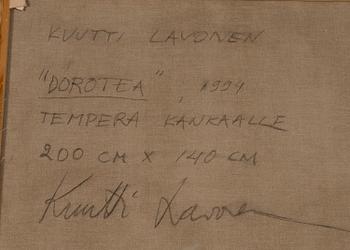 KUUTTI LAVONEN
"DOROTEA", 1994
TEMPERA KANKAALLE
200 CM X 140 CM
Kuutti Lavonen